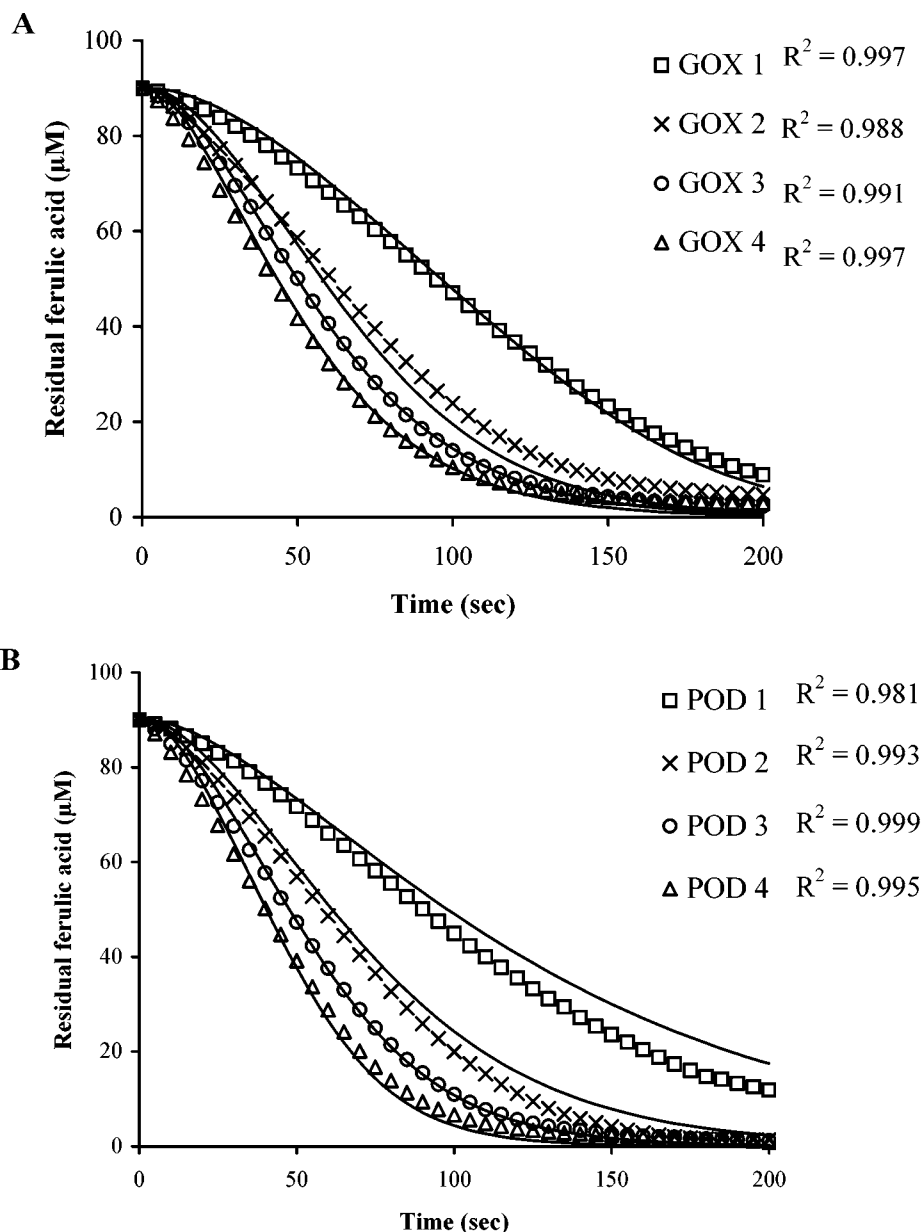 A
Residual ferulic acid (µM)
100
80
60
40
20
0
0 50 100 150 200
Time (sec)
GOX 1 R² = 0.997
GOX 2 R² = 0.988
GOX 3 R² = 0.991
GOX 4 R² = 0.997
B
Residual ferulic acid (µM)
100
80
60
40
20
0
0 50 100 150 200
Time (sec)
POD 1 R² = 0.981
POD 2 R² = 0.993
POD 3 R² = 0.999
POD 4 R² = 0.995